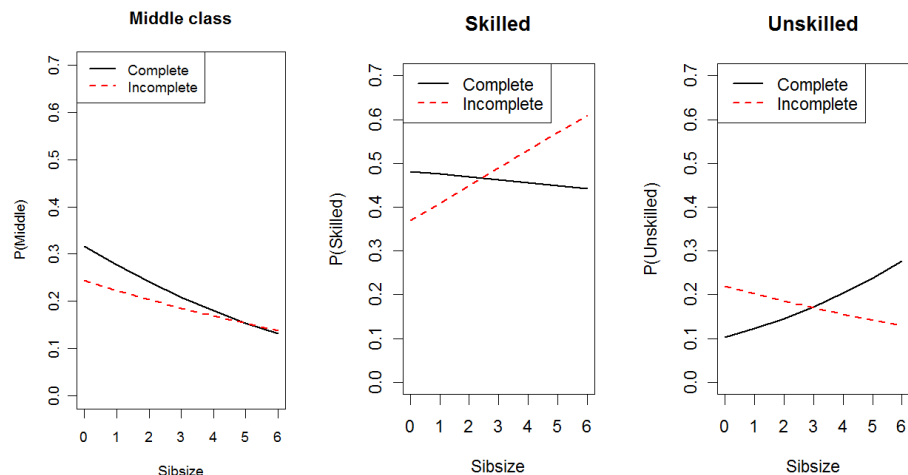 Middle class
Complete
Incomplete
P(Middle)
0.0 0.1 0.2 0.3 0.4 0.5 0.6 0.7
0 1 2 3 4 5 6
Sibsize
Skilled
Complete
Incomplete
P(Skilled)
0.0 0.1 0.2 0.3 0.4 0.5 0.6 0.7
0 1 2 3 4 5 6
Sibsize
Unskilled
Complete
Incomplete
P(Unskilled)
0.0 0.1 0.2 0.3 0.4 0.5 0.6 0.7
0 1 2 3 4 5 6
Sibsize